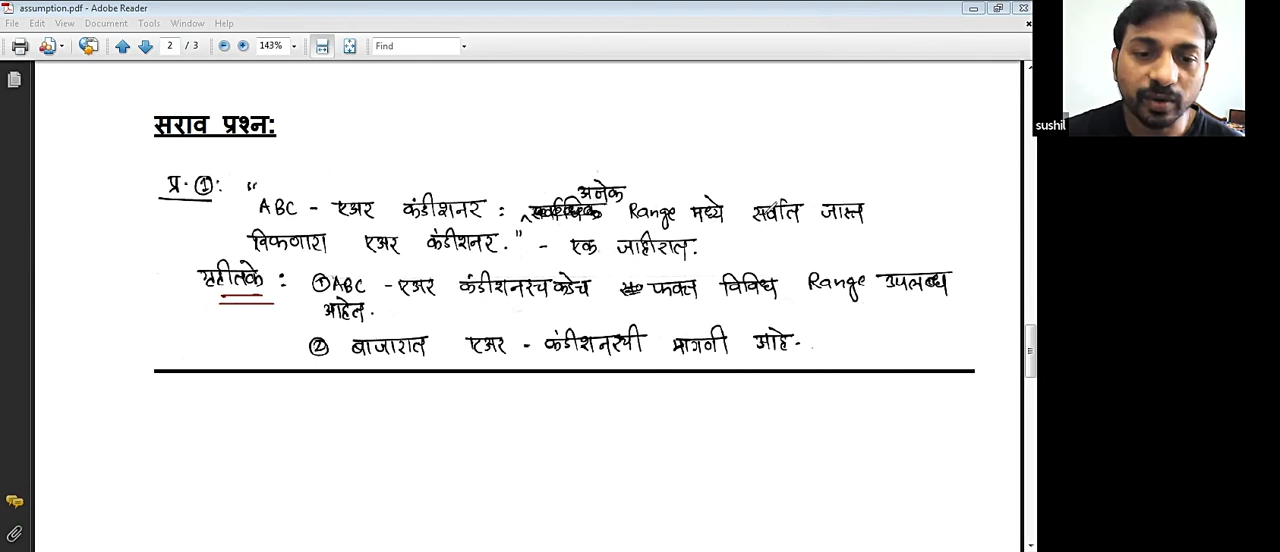 assumption.pdf - Adobe Reader
File Edit View Document Tools Window Help
2 / 3 143% Find
sushil
सराव प्रश्न:
प्र. ①: "
अनेक
ABC - एअर कंडीशनर : Range मध्ये सर्वात जास्त
विकणारा एअर कंडीशनर." - एक जाहीरात.
गृहीतके : ① ABC - एअर कंडीशनरच कडेच फक्त विविध Range उपलब्ध
आहेत.
② बाजारात एअर - कंडीशनरची मागणी आहे.